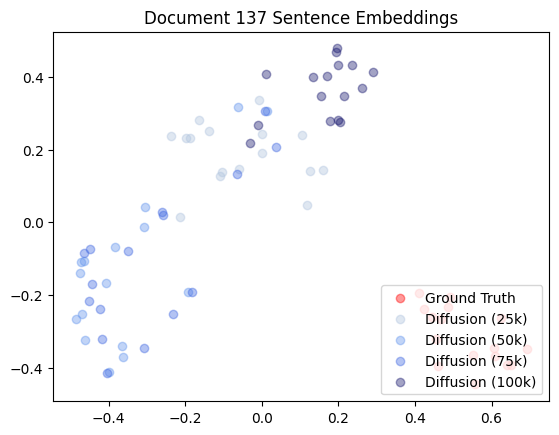 Document 137 Sentence Embeddings
0.4
0.2
0.0
−0.2
−0.4
−0.4
−0.2
0.0
0.2
0.4
0.6
Ground Truth
Diffusion (25k)
Diffusion (50k)
Diffusion (75k)
Diffusion (100k)